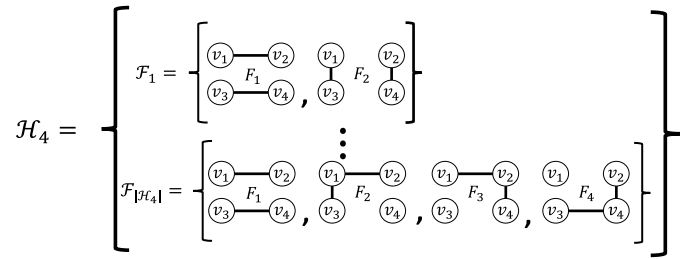 v₁ v₂ v₁ v₂
ℱ₁ = F₁ F₂
v₃ v₄ , v₃ v₄
ℋ₄ =
⋮
v₁ v₂ v₁ v₂ v₁ v₂ v₁ v₂
ℱ_|ℋ₄| = F₁ F₂ F₃ F₄
v₃ v₄ , v₃ v₄ , v₃ v₄ , v₃ v₄